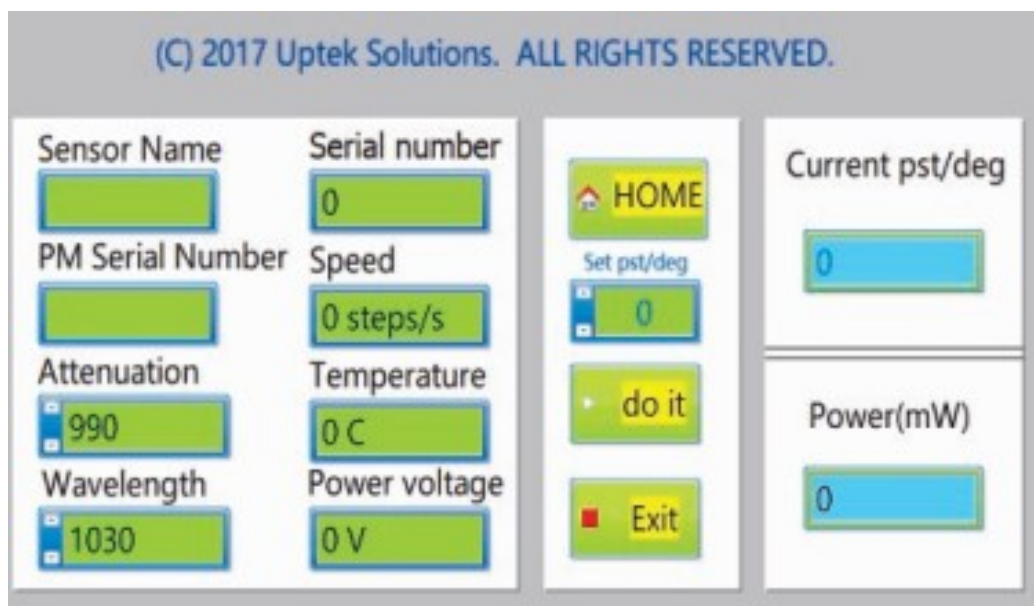 (C) 2017 Uptek Solutions. ALL RIGHTS RESERVED.
Sensor Name
Serial number
0
PM Serial Number
Speed
0 steps/s
Attenuation
990
Temperature
0 C
Wavelength
1030
Power voltage
0 V
HOME
Set pst/deg
0
do it
Exit
Current pst/deg
0
Power(mW)
0